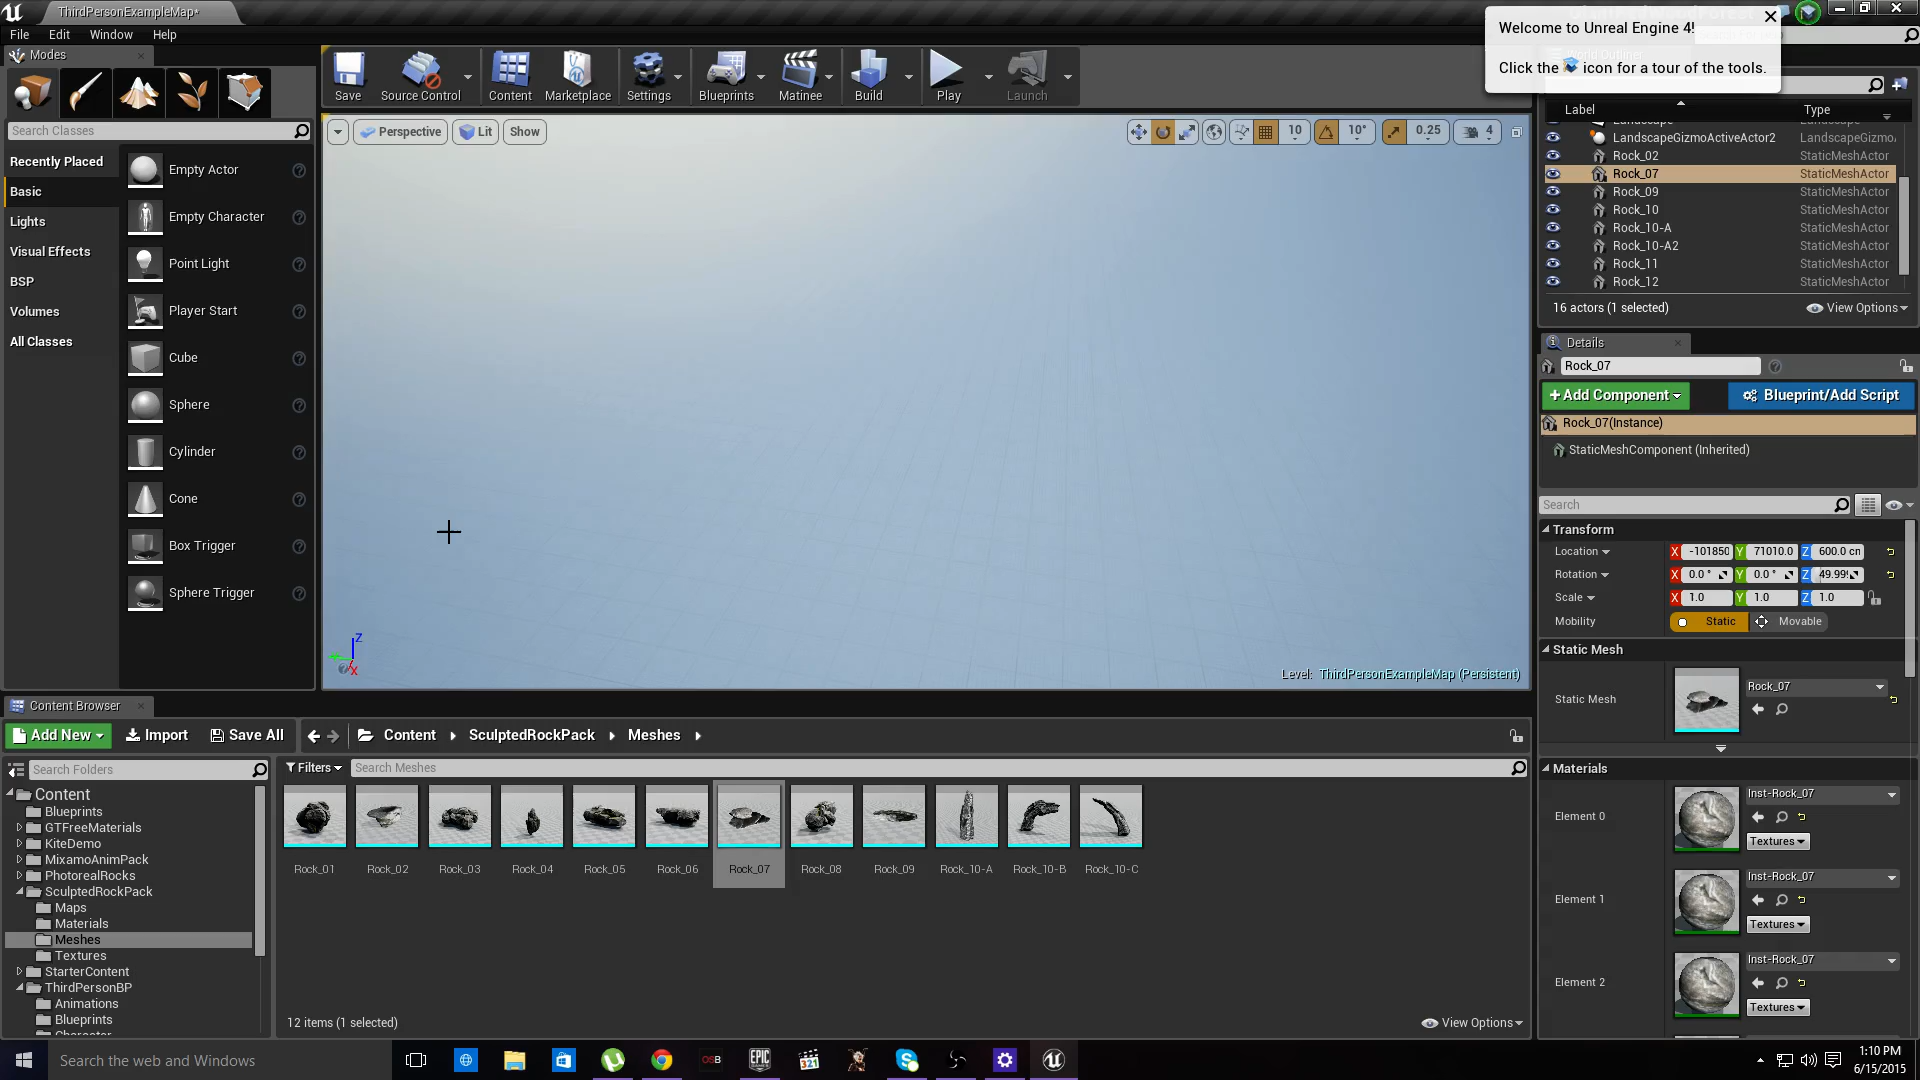 ThirdPersonExampleMap*
File Edit Window Help
Modes
Search Classes
Recently Placed
Basic
Lights
Visual Effects
BSP
Volumes
All Classes
Empty Actor
Empty Character
Point Light
Player Start
Cube
Sphere
Cylinder
Cone
Box Trigger
Sphere Trigger
Save Source Control Content Marketplace Settings Blueprints Matinee Build Play Launch
Perspective Lit Show
10 10° 0.25 4
Level: ThirdPersonExampleMap (Persistent)
Welcome to Unreal Engine 4!
Click the icon for a tour of the tools.
Label Type
Landscape
LandscapeGizmoActiveActor2 LandscapeGizmo
Rock_02 StaticMeshActor
Rock_07 StaticMeshActor
Rock_09 StaticMeshActor
Rock_10 StaticMeshActor
Rock_10-A StaticMeshActor
Rock_10-A2 StaticMeshActor
Rock_11 StaticMeshActor
Rock_12 StaticMeshActor
16 actors (1 selected) View Options
Details
Rock_07
+Add Component Blueprint/Add Script
Rock_07(Instance)
StaticMeshComponent (Inherited)
Search
Transform
Location X -101850 Y 71010.0 Z 600.0 cm
Rotation X 0.0 ° Y 0.0 ° Z 49.99
Scale X 1.0 Y 1.0 Z 1.0
Mobility Static Movable
Static Mesh
Static Mesh Rock_07
Materials
Element 0 Inst-Rock_07
Textures
Element 1 Inst-Rock_07
Textures
Element 2 Inst-Rock_07
Textures
Content Browser
Add New Import Save All Content SculptedRockPack Meshes
Search Folders
Filters Search Meshes
Content
Blueprints
GTFreeMaterials
KiteDemo
MixamoAnimPack
PhotorealRocks
SculptedRockPack
Maps
Materials
Meshes
Textures
StarterContent
ThirdPersonBP
Animations
Blueprints
Character
Rock_01 Rock_02 Rock_03 Rock_04 Rock_05 Rock_06 Rock_07 Rock_08 Rock_09 Rock_10-A Rock_10-B Rock_10-C
12 items (1 selected) View Options
Search the web and Windows
OSB
EPIC
321
1:10 PM
6/15/2015